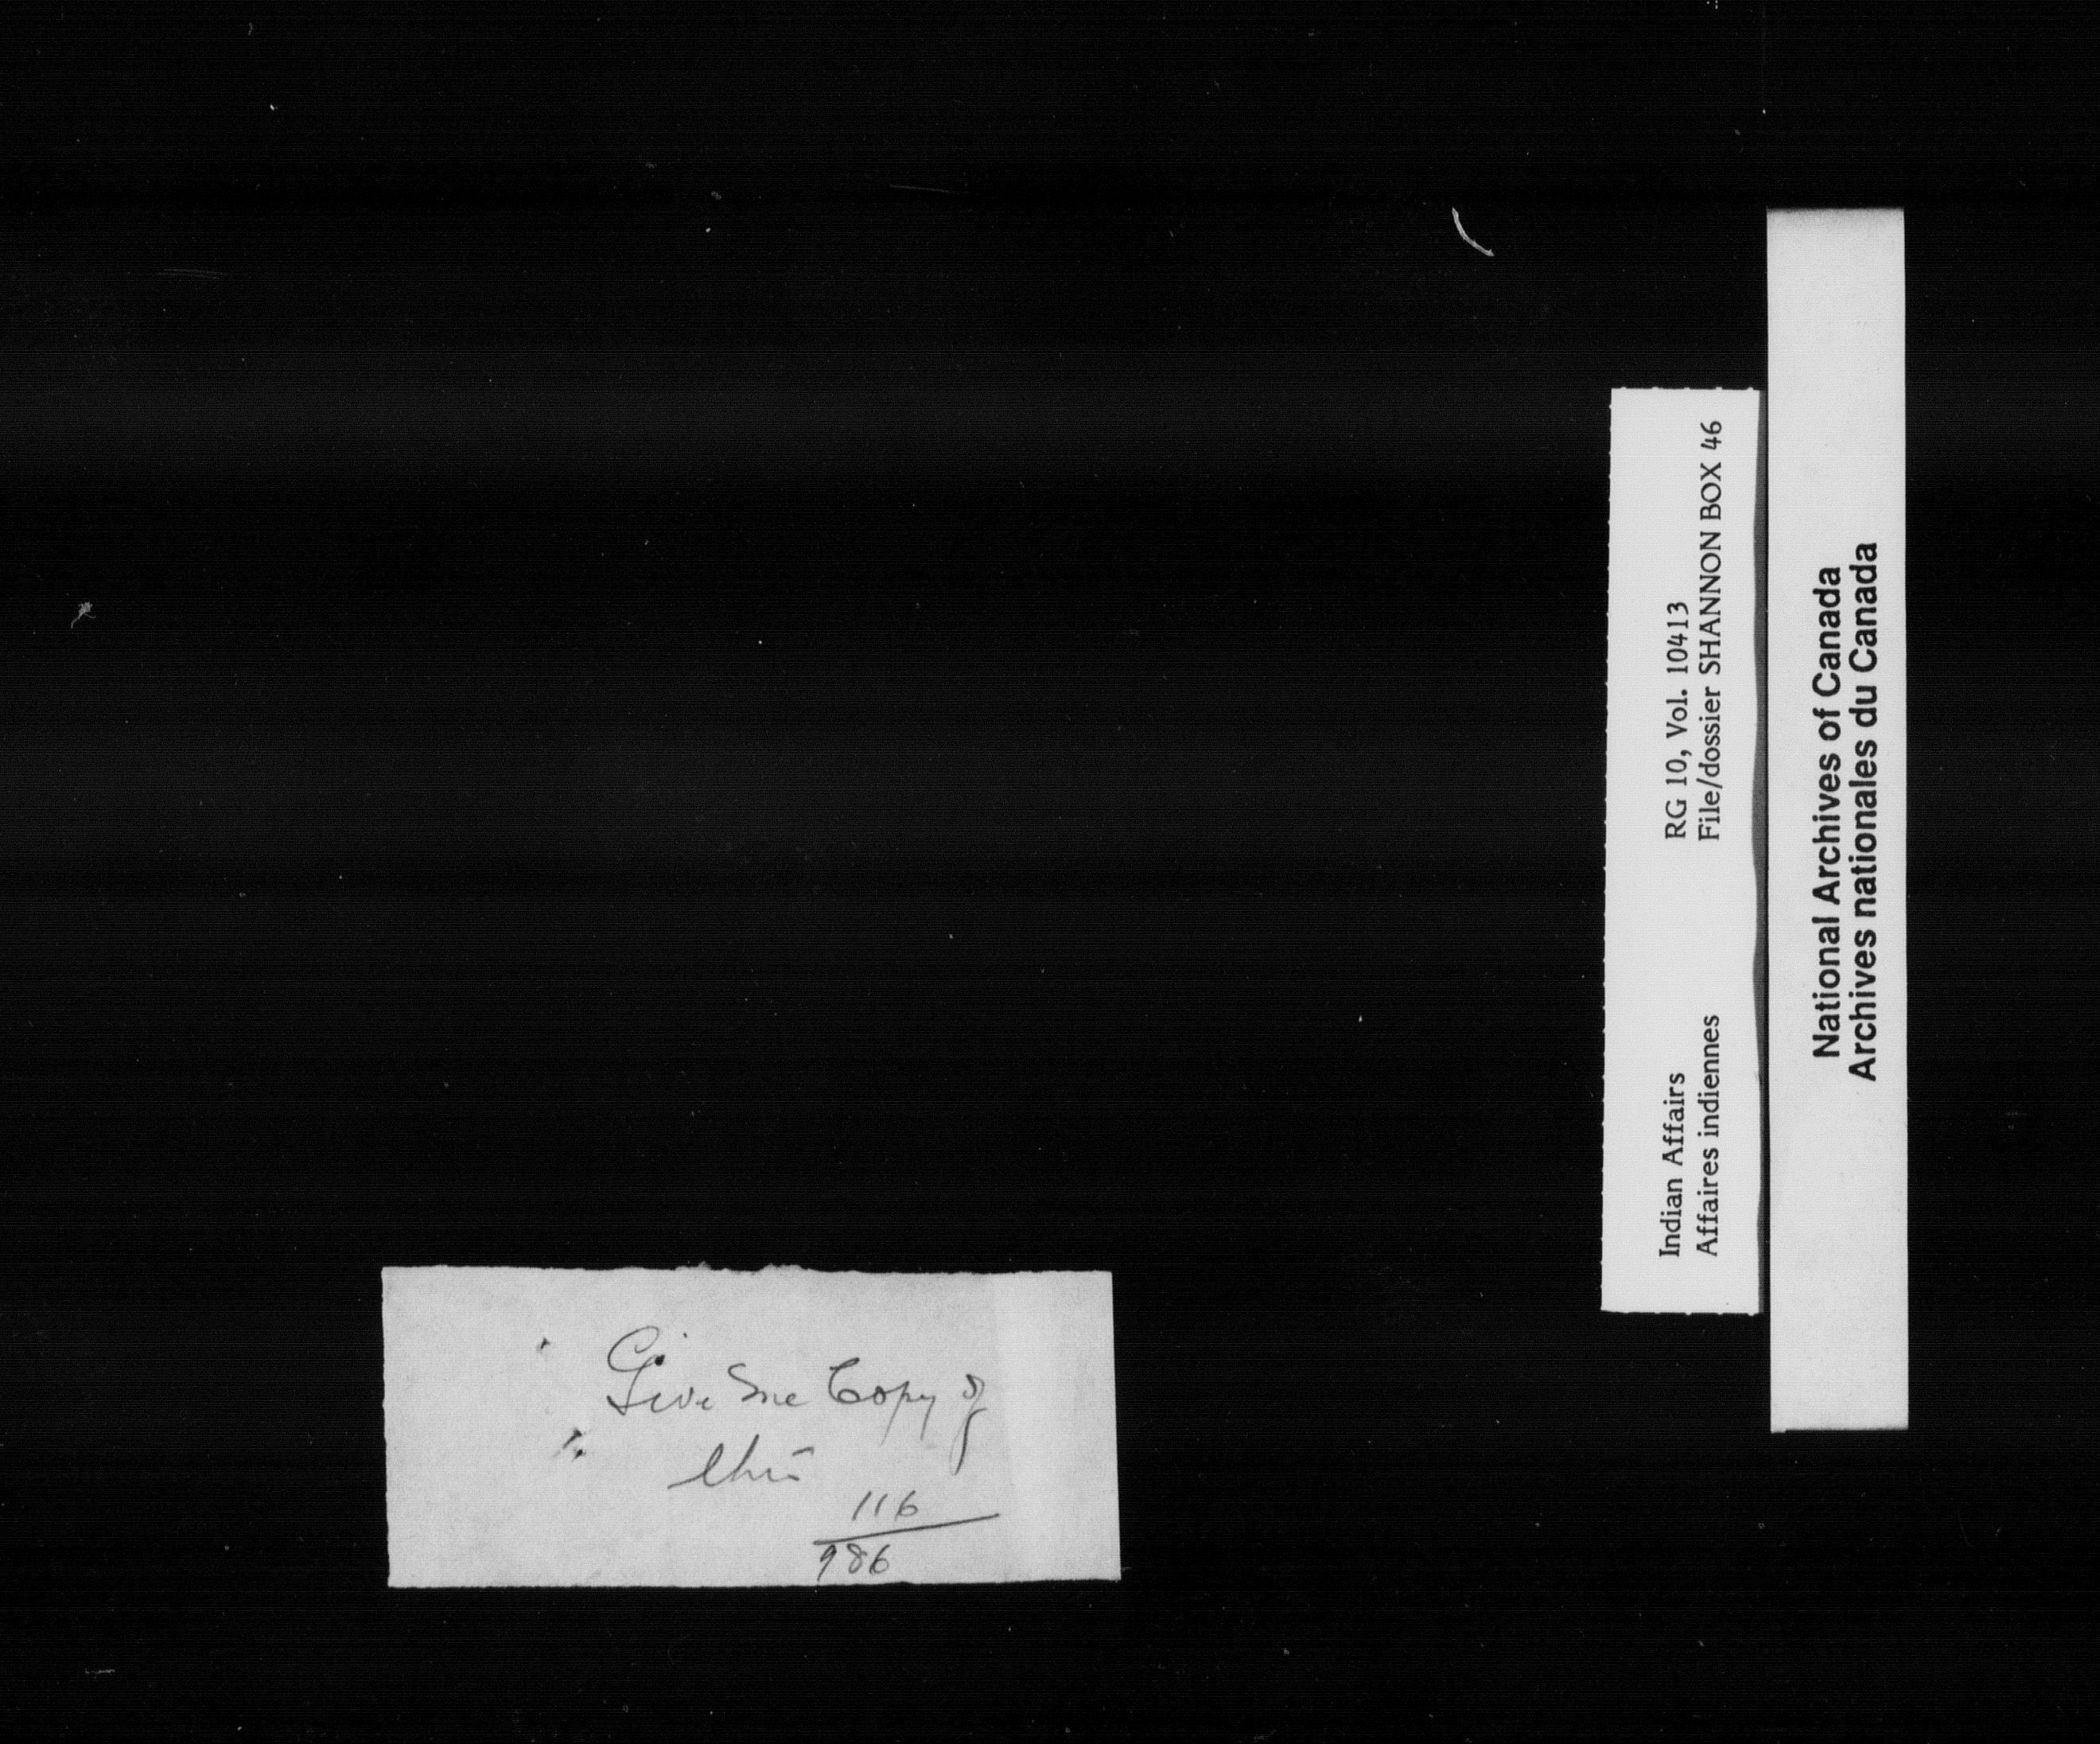 Give me Copy of
this
116
986
Indian Affairs
Affaires indiennes
RG 10, Vol. 10413
File/dossier SHANNON BOX 46
National Archives of Canada
Archives nationales du Canada